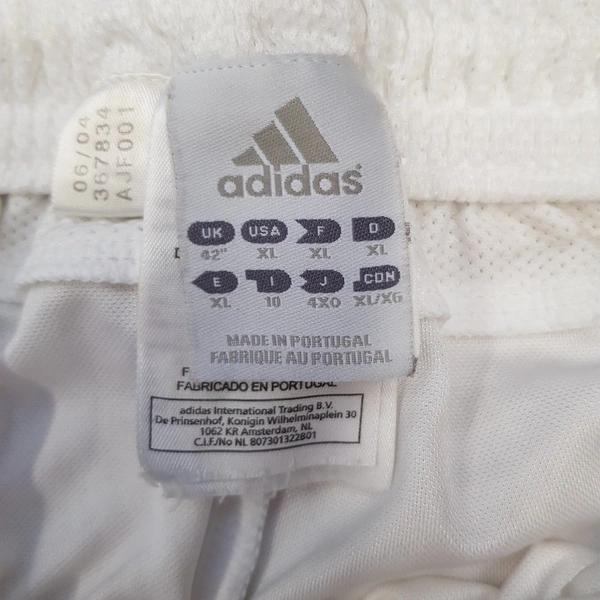 06/04
367834
AJF001
adidas
UK USA F D
42" XL XL XL
E I J CDN
XL 10 4XO XL/XG
MADE IN PORTUGAL
FABRIQUE AU PORTUGAL
FABRICADO EN PORTUGAL
adidas International Trading B.V.
De Prinsenhof, Konigin Wilhelminaplein 30
1062 KR Amsterdam, NL
C.I.F./No NL 807301322B01